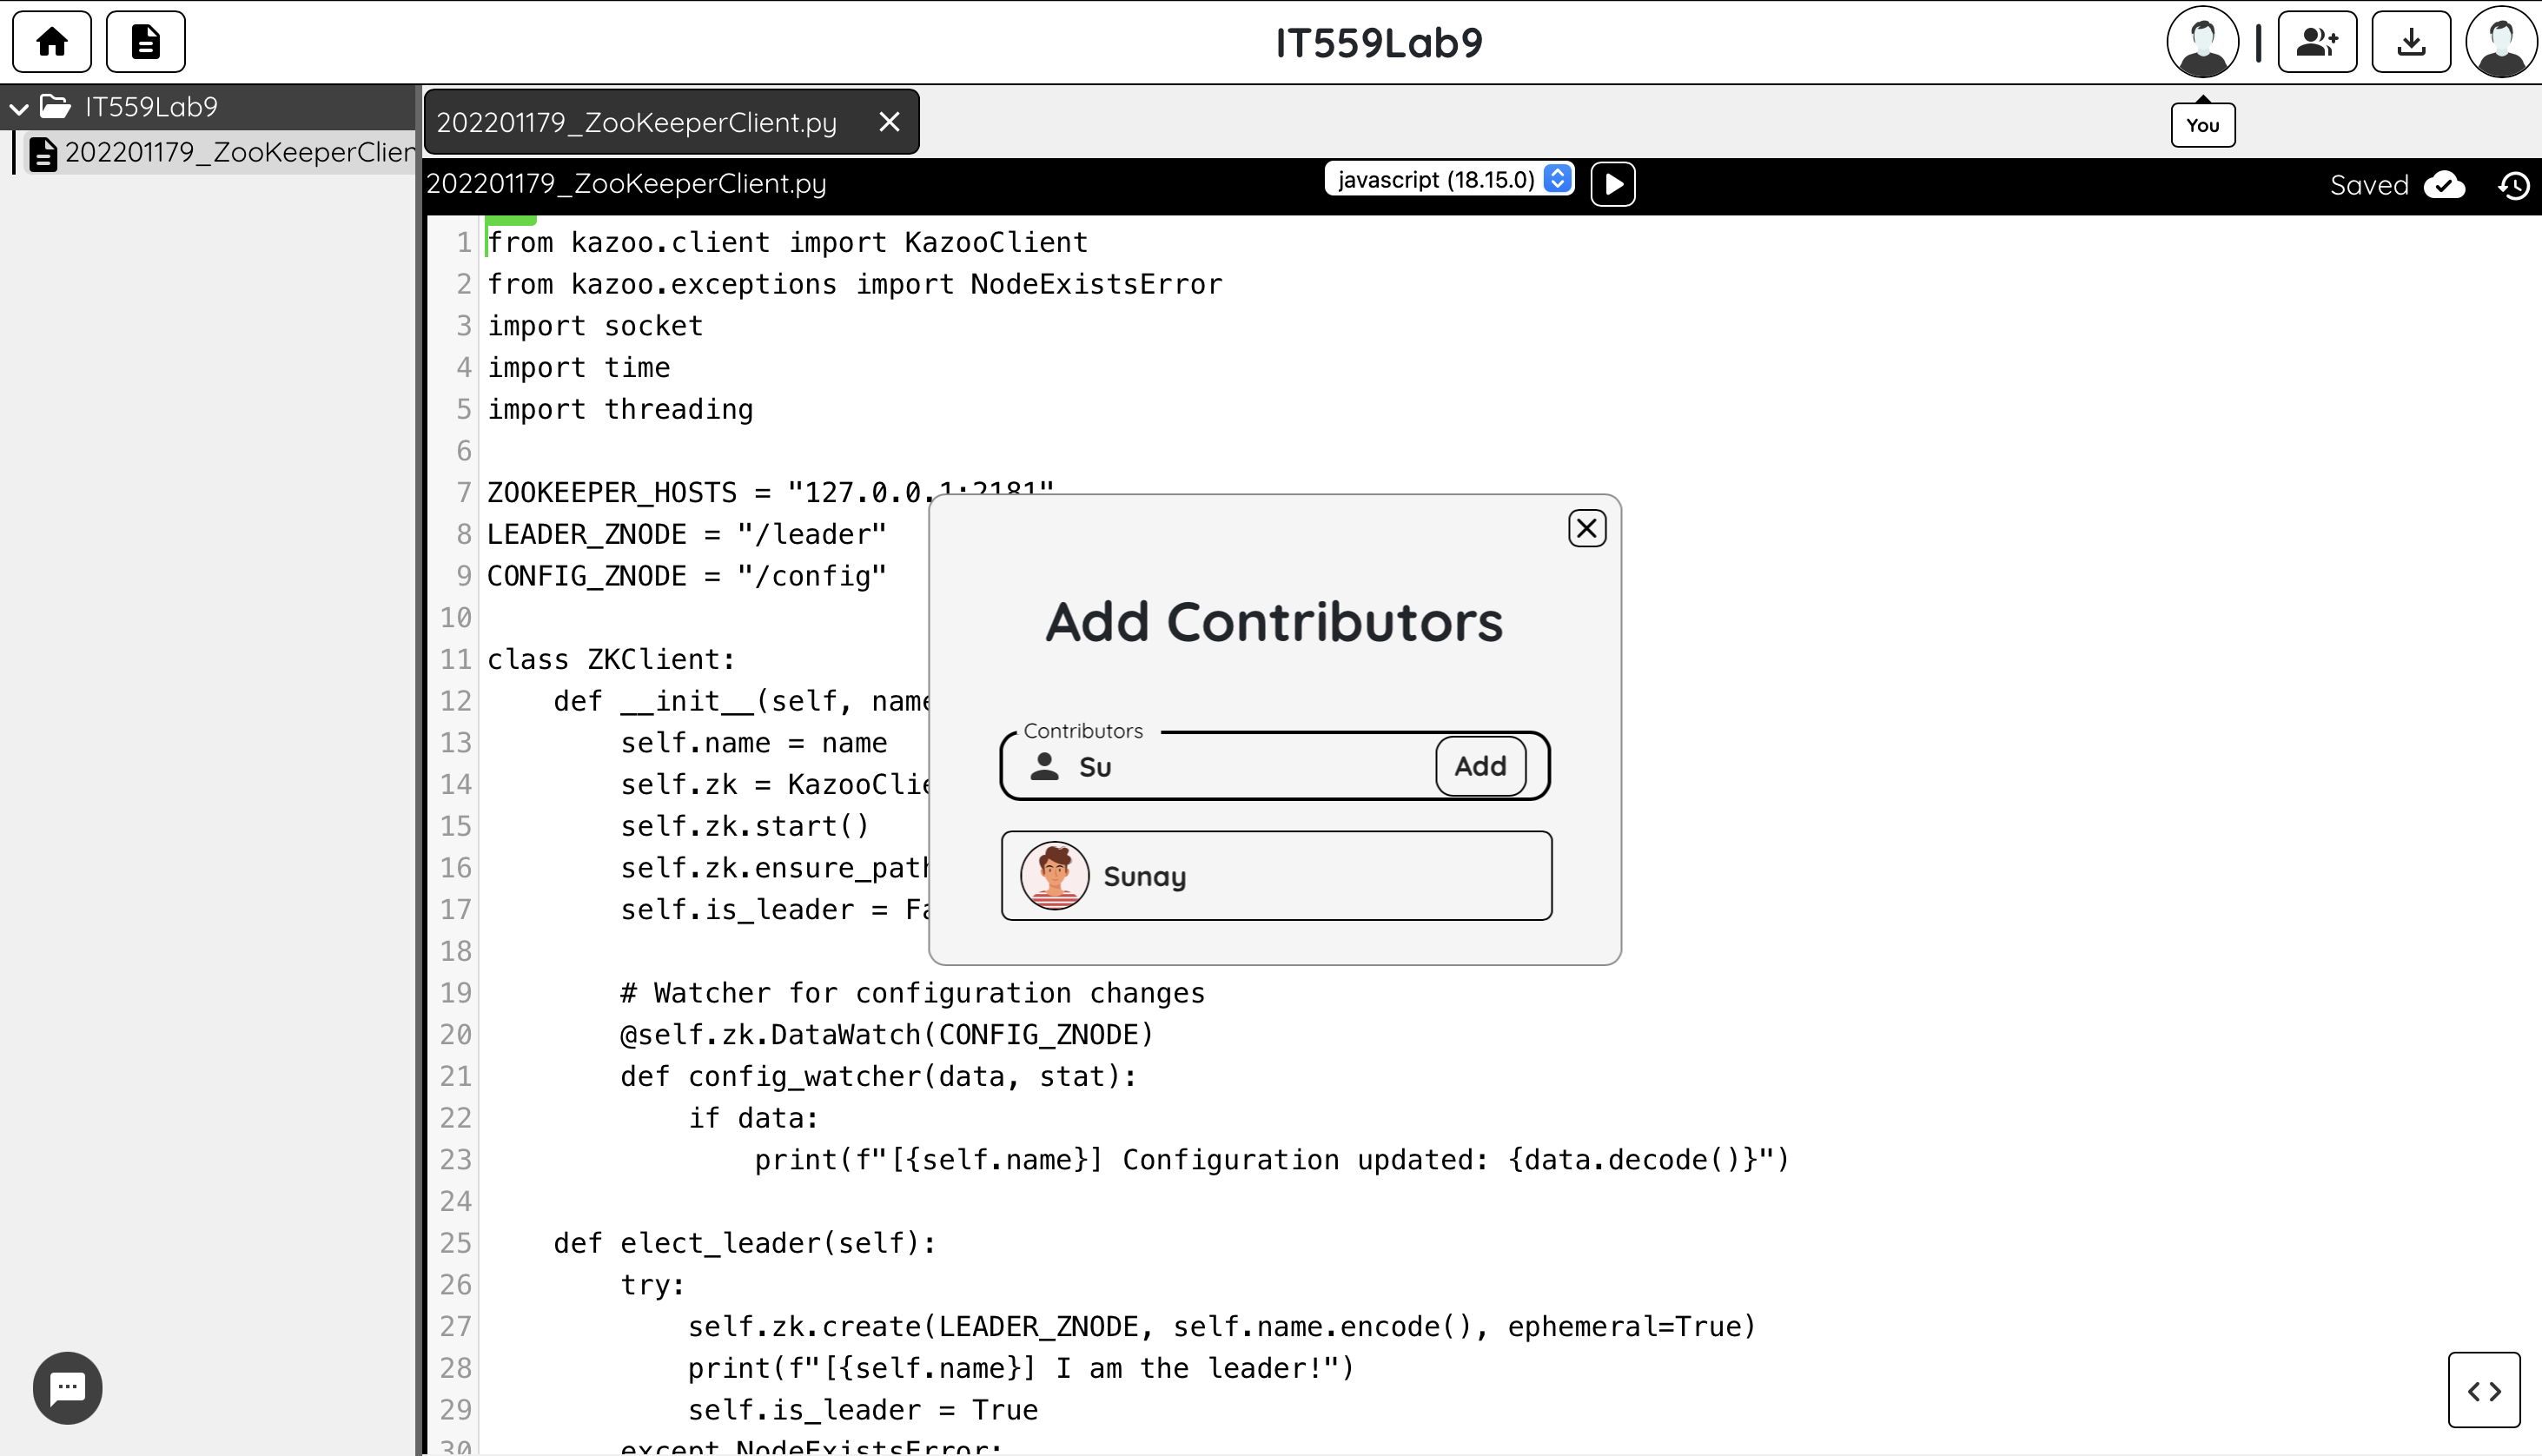 IT559Lab9
You
IT559Lab9
202201179_ZooKeeperClien
202201179_ZooKeeperClient.py
202201179_ZooKeeperClient.py
javascript (18.15.0)
Saved
1 from kazoo.client import KazooClient
2 from kazoo.exceptions import NodeExistsError
3 import socket
4 import time
5 import threading
6
7 ZOOKEEPER_HOSTS = "127.0.0.1:2181"
8 LEADER_ZNODE = "/leader"
9 CONFIG_ZNODE = "/config"
10
11 class ZKClient:
12     def __init__(self, name
13         self.name = name
14         self.zk = KazooClie
15         self.zk.start()
16         self.zk.ensure_path
17         self.is_leader = Fa
18
19         # Watcher for configuration changes
20         @self.zk.DataWatch(CONFIG_ZNODE)
21         def config_watcher(data, stat):
22             if data:
23                 print(f"[{self.name}] Configuration updated: {data.decode()}")
24
25     def elect_leader(self):
26         try:
27             self.zk.create(LEADER_ZNODE, self.name.encode(), ephemeral=True)
28             print(f"[{self.name}] I am the leader!")
29             self.is_leader = True
30         except NodeExistsError:
Add Contributors
Contributors
Su
Add
Sunay